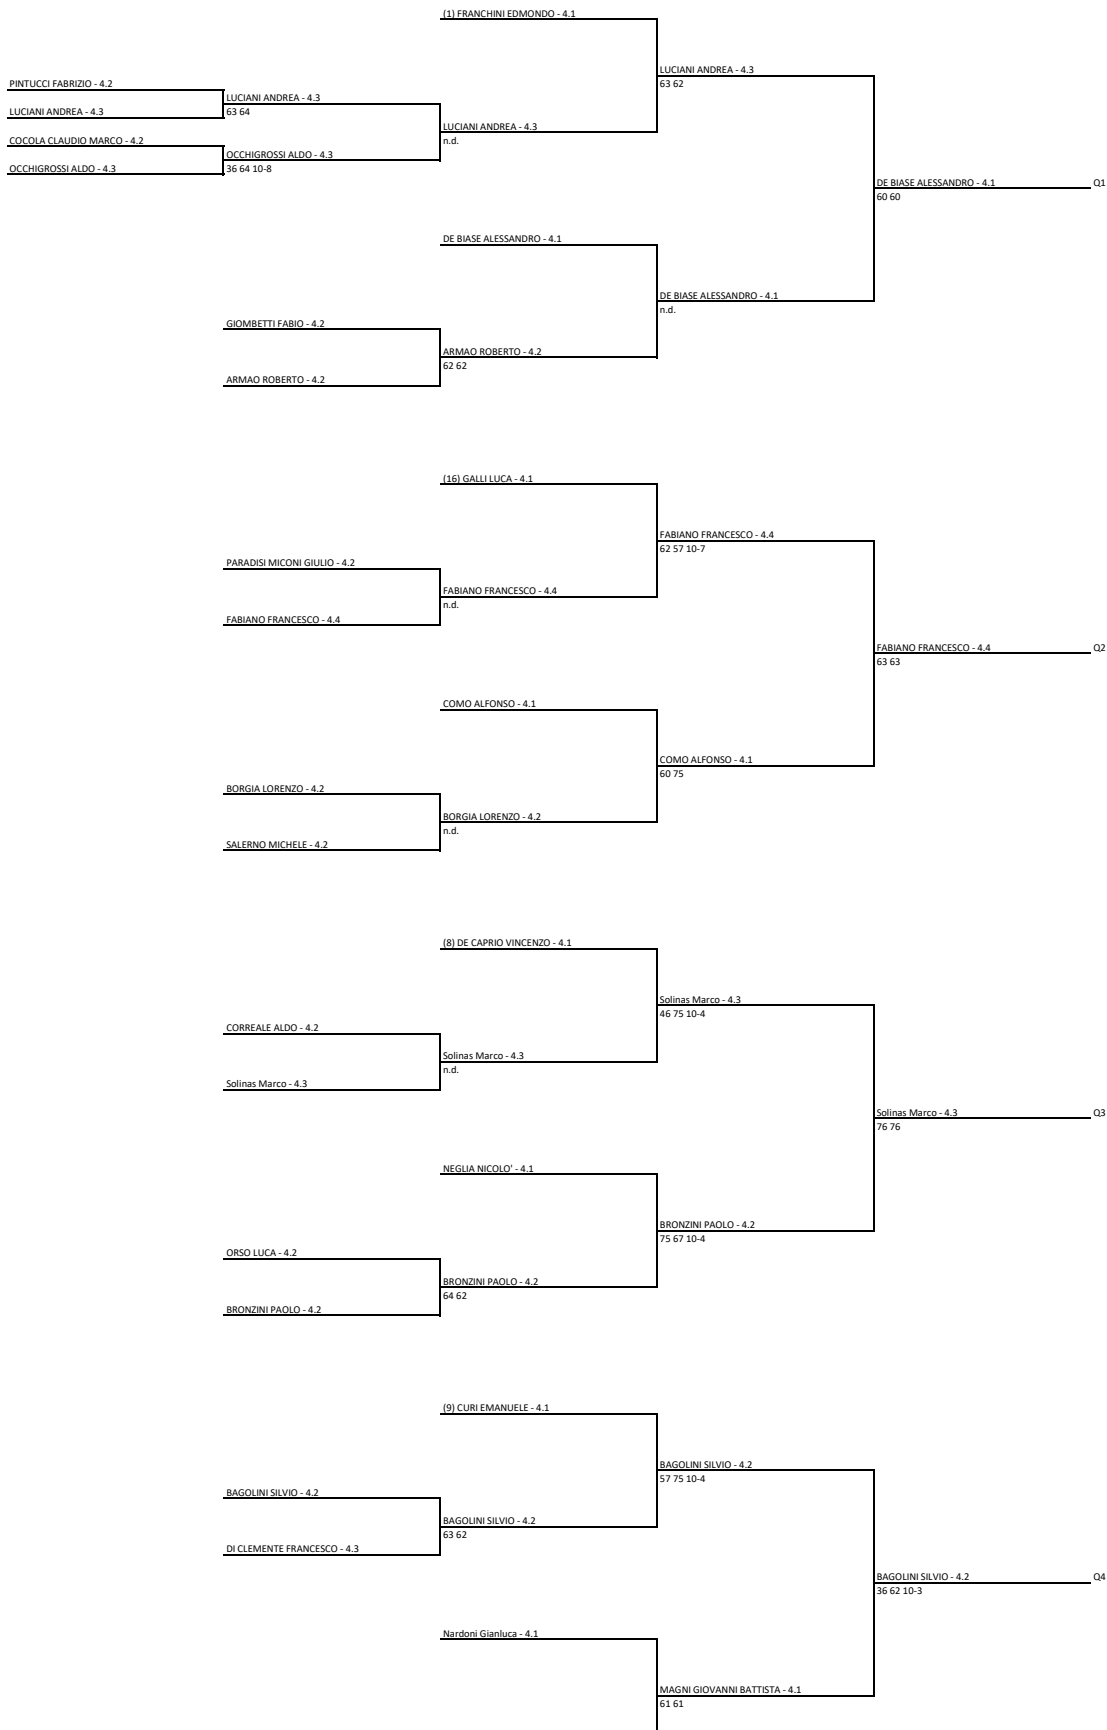 (1) FRANCHINI EDMONDO - 4.1
LUCIANI ANDREA - 4.3
63 62
PINTUCCI FABRIZIO - 4.2
LUCIANI ANDREA - 4.3
63 64
LUCIANI ANDREA - 4.3
LUCIANI ANDREA - 4.3
n.d.
COCOLA CLAUDIO MARCO - 4.2
OCCHIGROSSI ALDO - 4.3
36 64 10-8
OCCHIGROSSI ALDO - 4.3
DE BIASE ALESSANDRO - 4.1
Q1
60 60
DE BIASE ALESSANDRO - 4.1
DE BIASE ALESSANDRO - 4.1
n.d.
GIOMBETTI FABIO - 4.2
ARMAO ROBERTO - 4.2
62 62
ARMAO ROBERTO - 4.2
(16) GALLI LUCA - 4.1
FABIANO FRANCESCO - 4.4
62 57 10-7
PARADISI MICONI GIULIO - 4.2
FABIANO FRANCESCO - 4.4
n.d.
FABIANO FRANCESCO - 4.4
FABIANO FRANCESCO - 4.4
Q2
63 63
COMO ALFONSO - 4.1
COMO ALFONSO - 4.1
60 75
BORGIA LORENZO - 4.2
BORGIA LORENZO - 4.2
n.d.
SALERNO MICHELE - 4.2
(8) DE CAPRIO VINCENZO - 4.1
Solinas Marco - 4.3
46 75 10-4
CORREALE ALDO - 4.2
Solinas Marco - 4.3
n.d.
Solinas Marco - 4.3
Solinas Marco - 4.3
Q3
76 76
NEGLIA NICOLO' - 4.1
BRONZINI PAOLO - 4.2
75 67 10-4
ORSO LUCA - 4.2
BRONZINI PAOLO - 4.2
64 62
BRONZINI PAOLO - 4.2
(9) CURI EMANUELE - 4.1
BAGOLINI SILVIO - 4.2
57 75 10-4
BAGOLINI SILVIO - 4.2
BAGOLINI SILVIO - 4.2
63 62
DI CLEMENTE FRANCESCO - 4.3
BAGOLINI SILVIO - 4.2
Q4
36 62 10-3
Nardoni Gianluca - 4.1
MAGNI GIOVANNI BATTISTA - 4.1
61 61